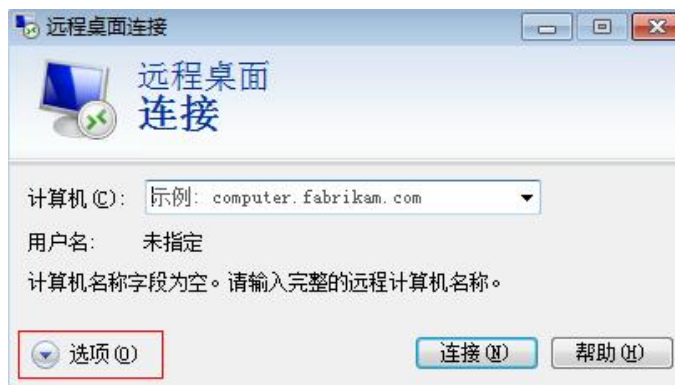 远程桌面连接
远程桌面
连接
计算机(C): 示例: computer.fabrikam.com
用户名: 未指定
计算机名称字段为空。请输入完整的远程计算机名称。
选项(O) 连接(N) 帮助(H)